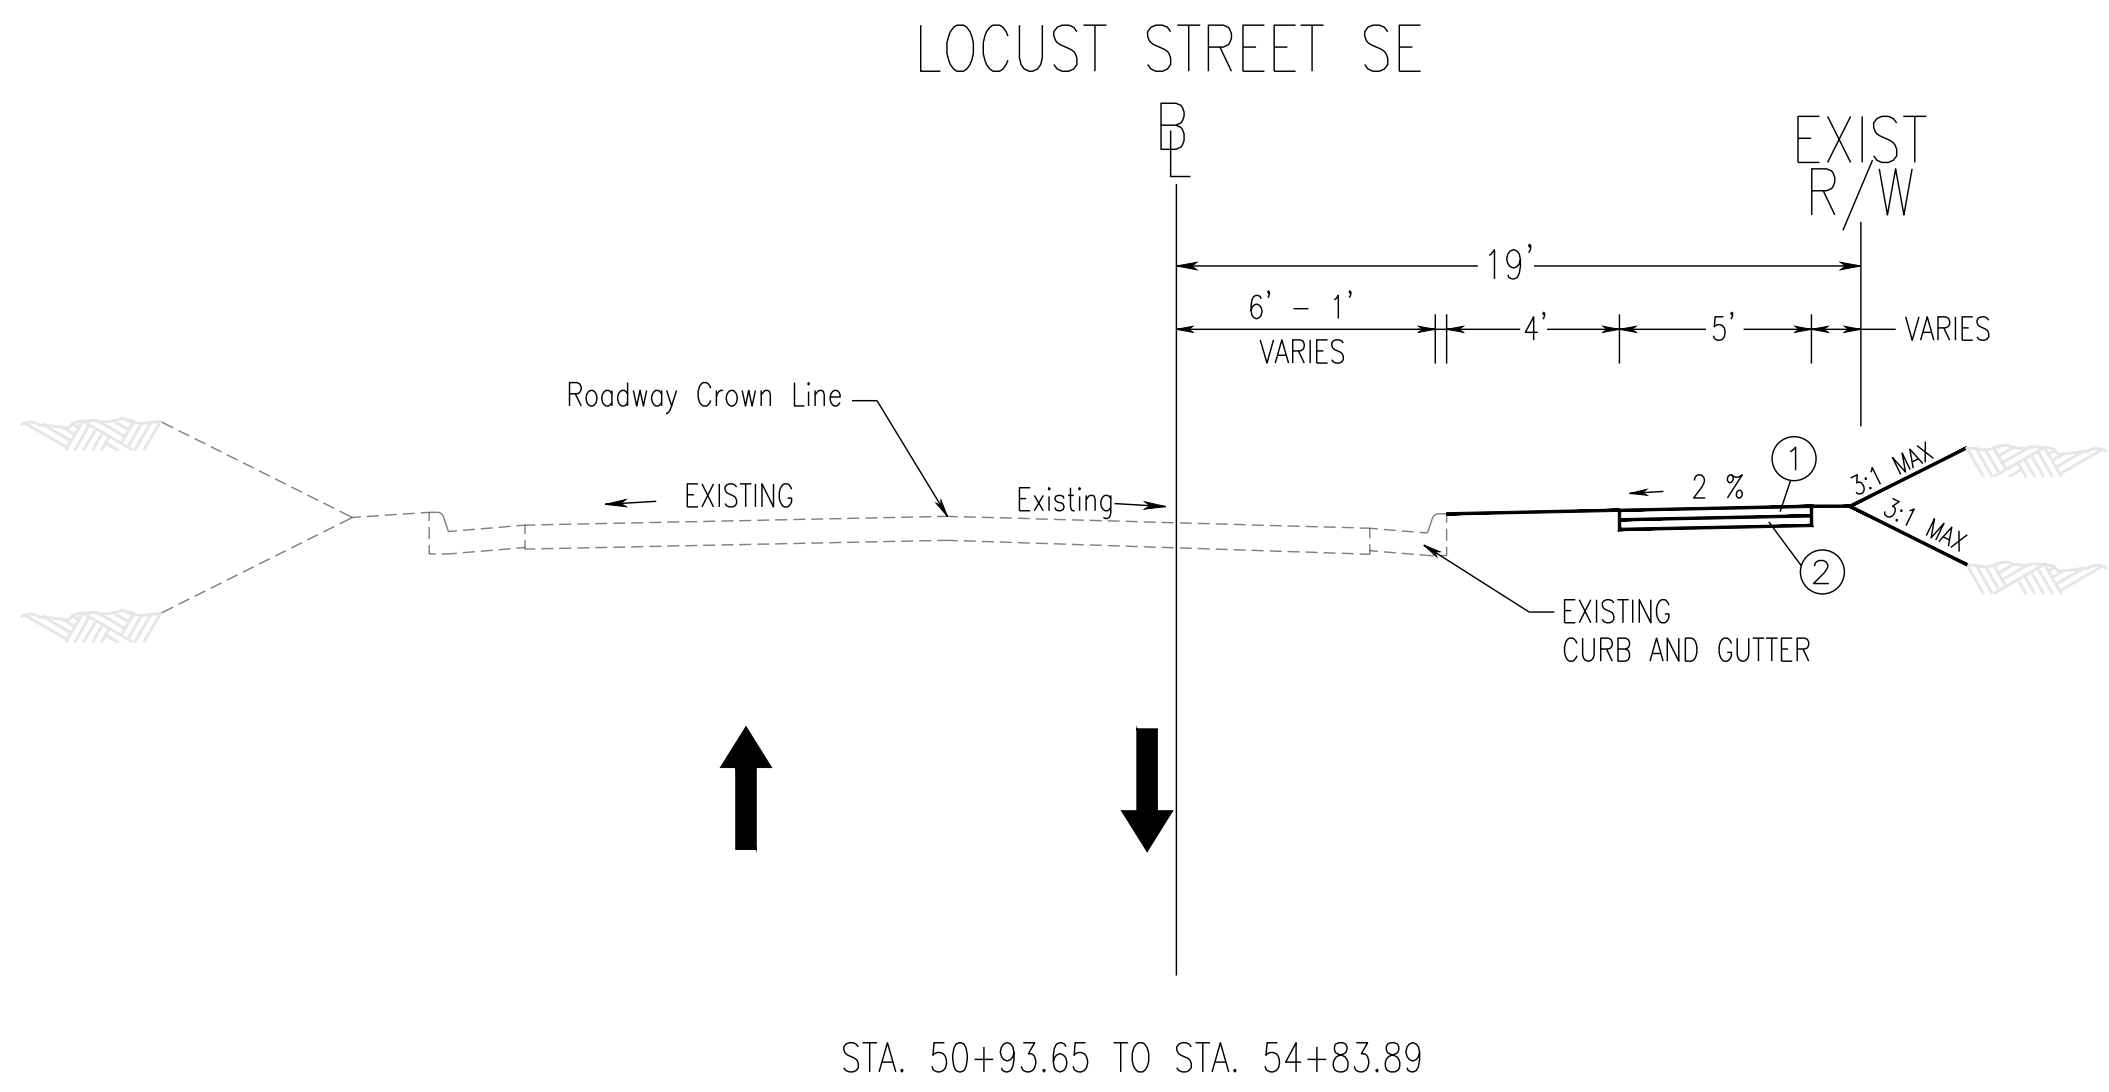 LOCUST STREET SE
BL
EXIST
R/W
19'
6' - 1'
VARIES
4'
5'
VARIES
Roadway Crown Line
EXISTING
Existing
2 %
1
3:1 MAX
3:1 MAX
2
EXISTING
CURB AND GUTTER
STA. 50+93.65 TO STA. 54+83.89